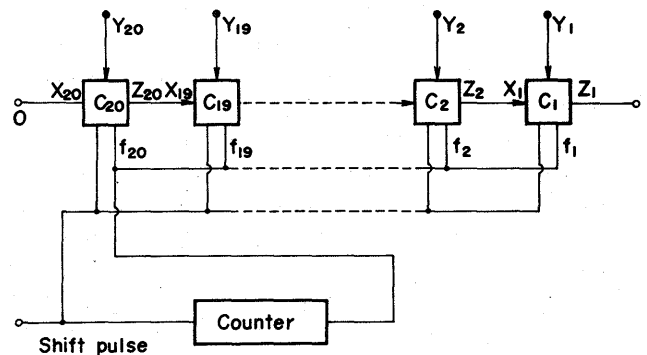 Y20 Y19 Y2 Y1
X20 Z20 X19 Z2 X1 Z1
C20 C19 C2 C1
O
f20 f19 f2 f1
Counter
Shift pulse